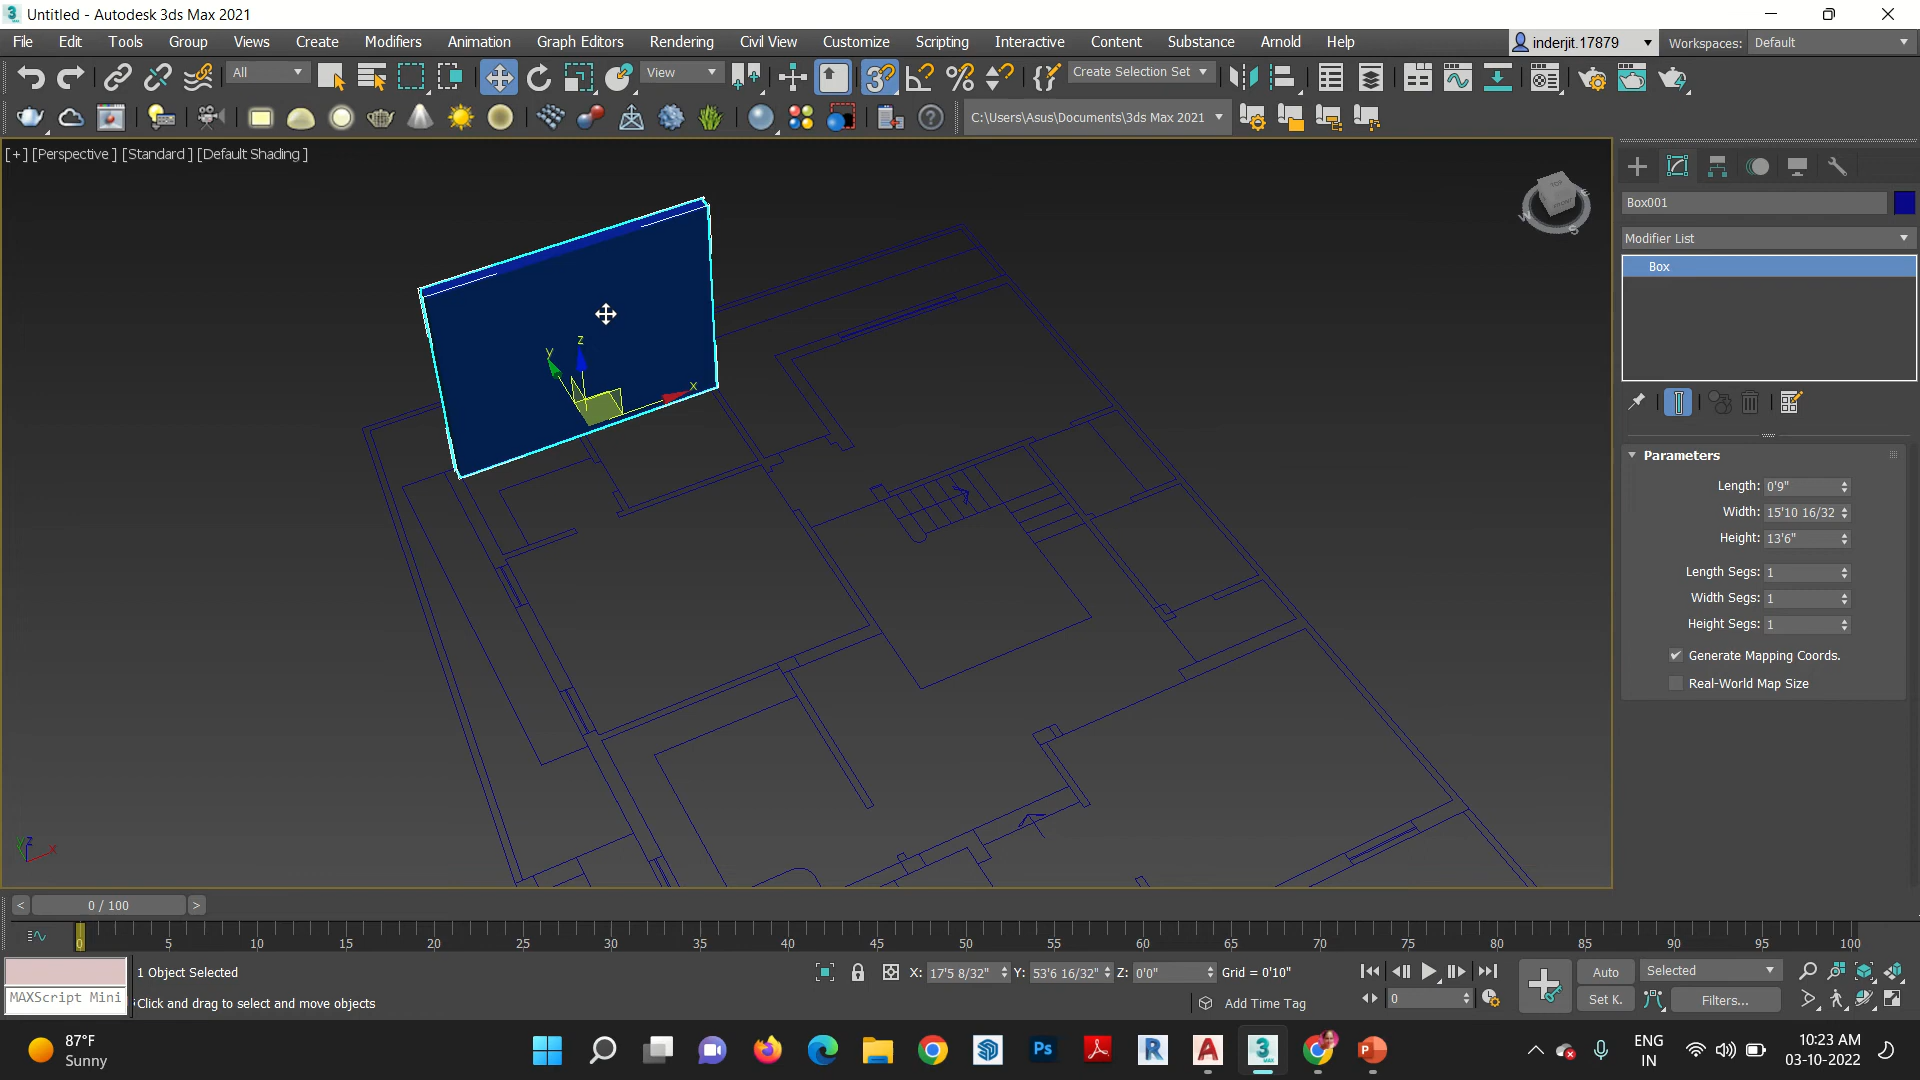 Untitled - Autodesk 3ds Max 2021
File Edit Tools Group Views Create Modifiers Animation Graph Editors Rendering Civil View Customize Scripting Interactive Content Substance Arnold Help inderjit.17879 Workspaces: Default
All View Create Selection Set
C:\Users\Asus\Documents\3ds Max 2021
[+] [Perspective ] [Standard ] [Default Shading ]
Box001
Modifier List
Box
z
y
x
Parameters
Length: 0'9"
Width: 15'10 16/32
Height: 13'6"
Length Segs: 1
Width Segs: 1
Height Segs: 1
Generate Mapping Coords.
Real-World Map Size
TOP
W
S
E
z
x
< 0 / 100 >
0 5 10 15 20 25 30 35 40 45 50 55 60 65 70 75 80 85 90 95 100
1 Object Selected
X: 17'5 8/32" Y: 53'6 16/32" Z: 0'0" Grid = 0'10"
Auto Selected
MAXScript Mini
Click and drag to select and move objects
Add Time Tag
0
Set K. Filters...
87°F
Sunny
Ps
R
A
3
MAX
P
ENG
IN
10:23 AM
03-10-2022